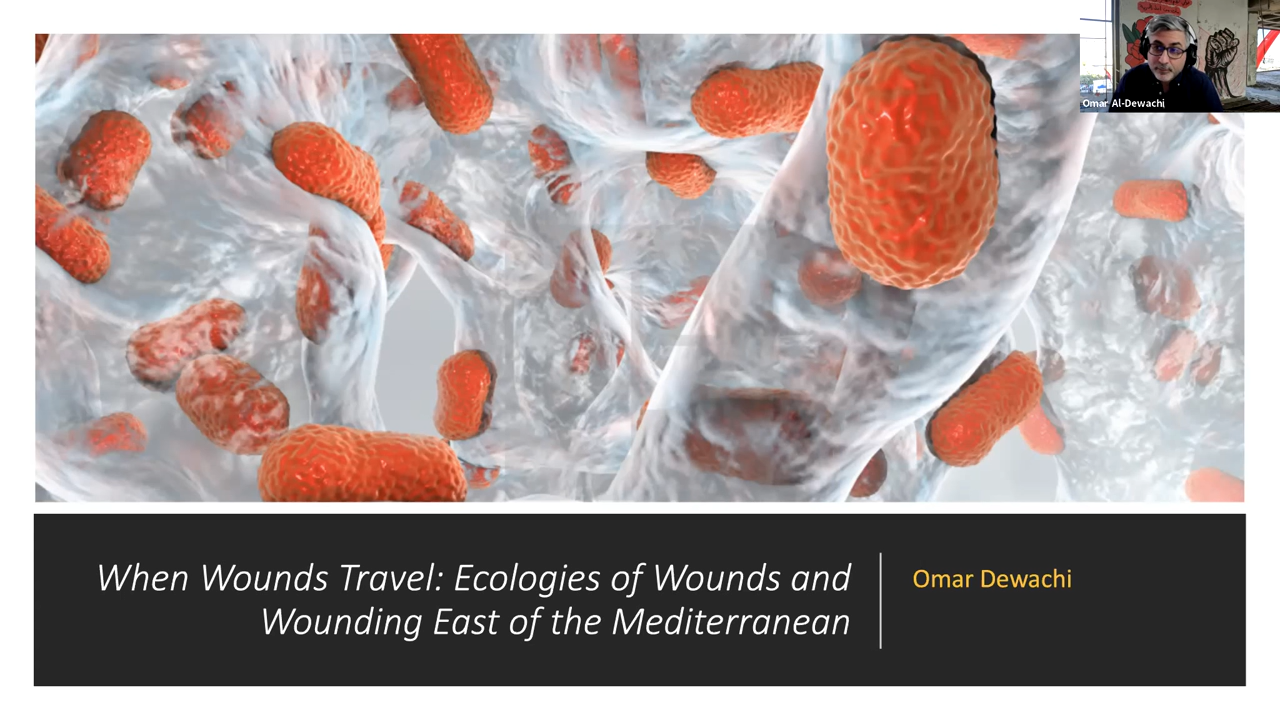 Omar Al-Dewachi
When Wounds Travel: Ecologies of Wounds and
Wounding East of the Mediterranean
Omar Dewachi